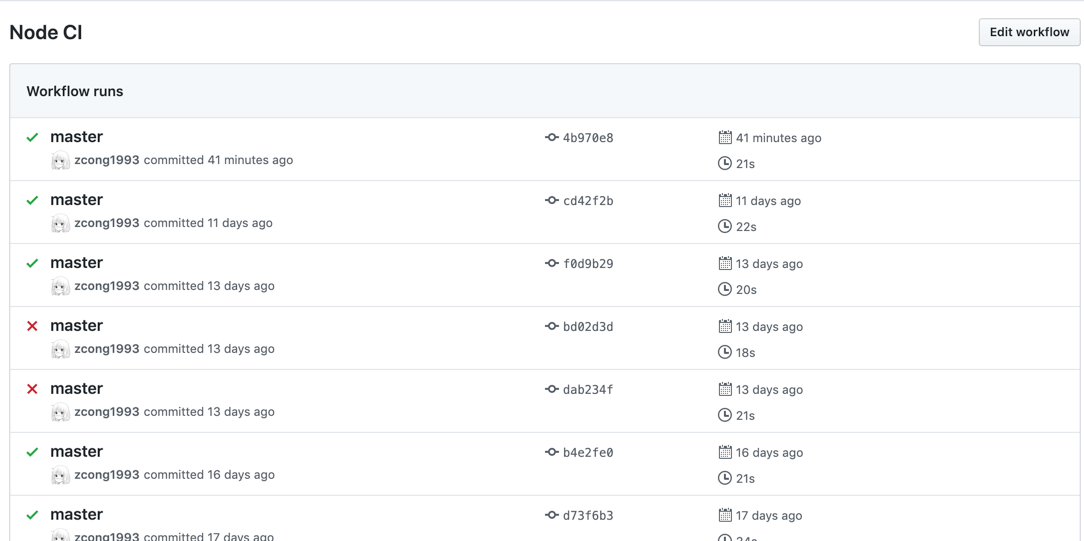 Node CI
Edit workflow
Workflow runs
master
4b970e8
41 minutes ago
zcong1993 committed 41 minutes ago
21s
master
cd42f2b
11 days ago
zcong1993 committed 11 days ago
22s
master
f0d9b29
13 days ago
zcong1993 committed 13 days ago
20s
master
bd02d3d
13 days ago
zcong1993 committed 13 days ago
18s
master
dab234f
13 days ago
zcong1993 committed 13 days ago
21s
master
b4e2fe0
16 days ago
zcong1993 committed 16 days ago
21s
master
d73f6b3
17 days ago
zcong1993 committed 17 days ago